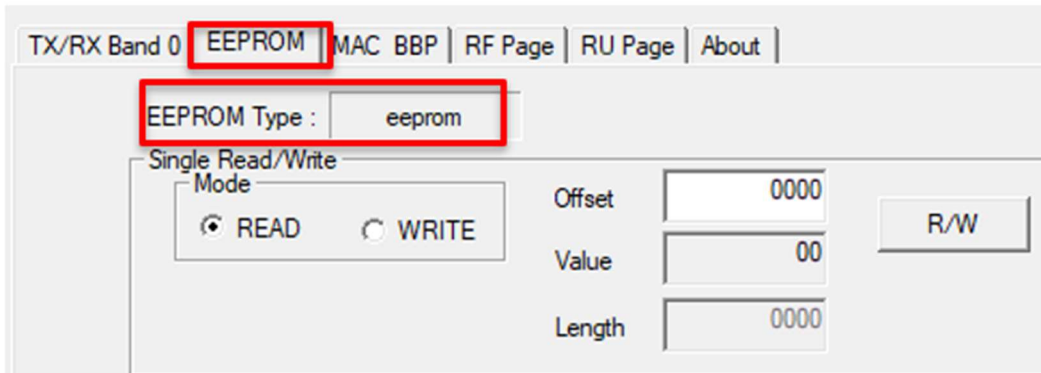 TX/RX Band 0 EEPROM MAC BBP RF Page RU Page About
EEPROM Type : eeprom
Single Read/Write
Mode
READ WRITE
Offset 0000
R/W
Value 00
Length 0000